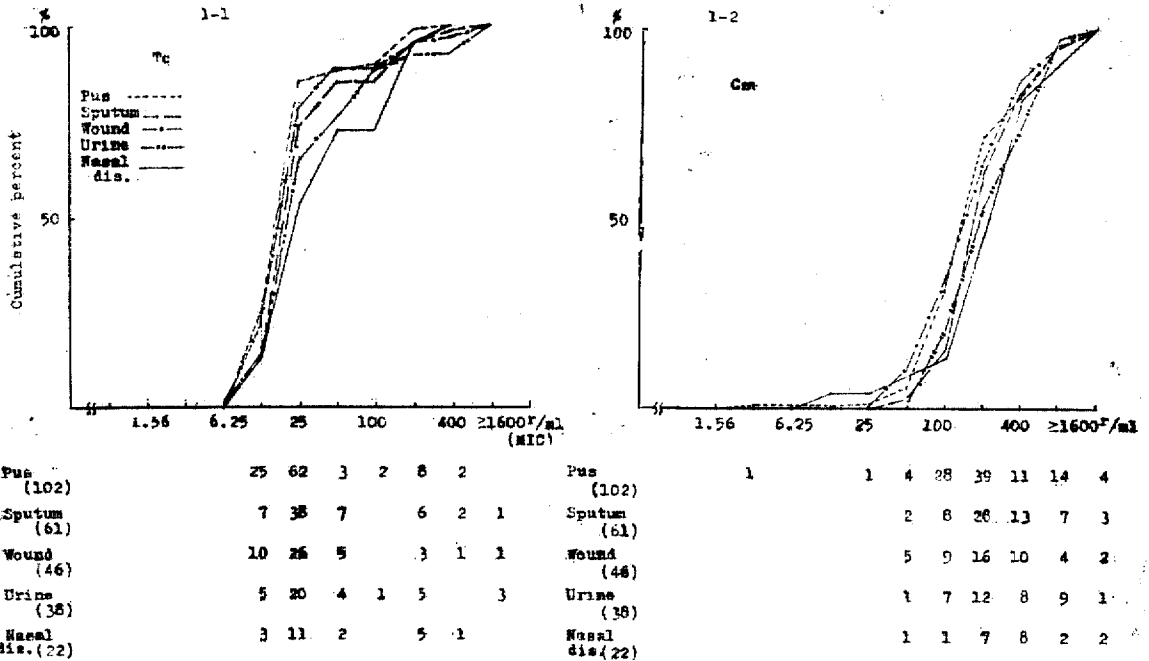 1-1
%
100
Tc
Pus
Sputum
Wound
Urine
Nasal
dis.
Cumulative percent
50
1.56 6.25 25 100 400 ≥1600 r/ml
(MIC)
Pus 25 62 3 2 8 2
(102)
Sputum 7 38 7 6 2 1
(61)
Wound 10 26 5 3 1 1
(46)
Urine 5 20 4 1 5 3
(38)
Nasal 3 11 2 5 1
dis.(22)
1-2
%
100
Gm
50
1.56 6.25 25 100 400 ≥1600 r/ml
Pus 1 1 4 28 39 11 14 4
(102)
Sputum 2 8 28 13 7 3
(61)
Wound 5 9 16 10 4 2
(46)
Urine 1 7 12 8 9 1
(38)
Nasal 1 1 7 8 2 2
dis(22)